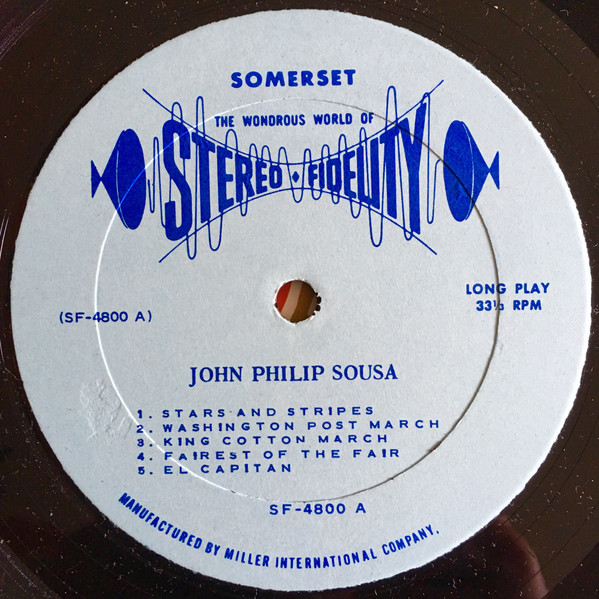 SOMERSET
THE WONDROUS WORLD OF
STEREO • FIDELITY
LONG PLAY
33⅓ RPM
(SF-4800 A)
JOHN PHILIP SOUSA
1. STARS AND STRIPES
2. WASHINGTON POST MARCH
3. KING COTTON MARCH
4. FAIREST OF THE FAIR
5. EL CAPITAN
SF-4800 A
MANUFACTURED BY MILLER INTERNATIONAL COMPANY.